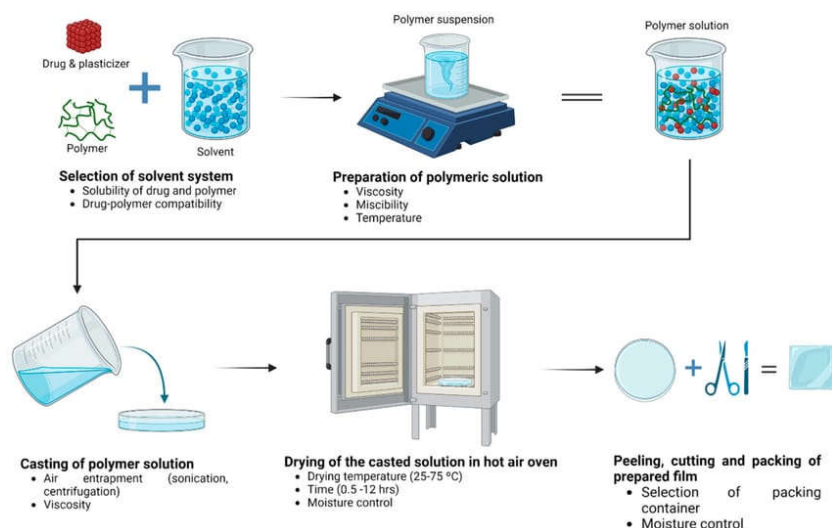 Polymer suspension
Polymer solution
Drug & plasticizer
Polymer
Solvent
Selection of solvent system
• Solubility of drug and polymer
• Drug-polymer compatibility
Preparation of polymeric solution
• Viscosity
• Miscibility
• Temperature
Casting of polymer solution
• Air entrapment (sonication,
centrifugation)
• Viscosity
Drying of the casted solution in hot air oven
• Drying temperature (25-75 ºC)
• Time (0.5 -12 hrs)
• Moisture control
Peeling, cutting and packing of
prepared film
• Selection of packing
container
• Moisture control